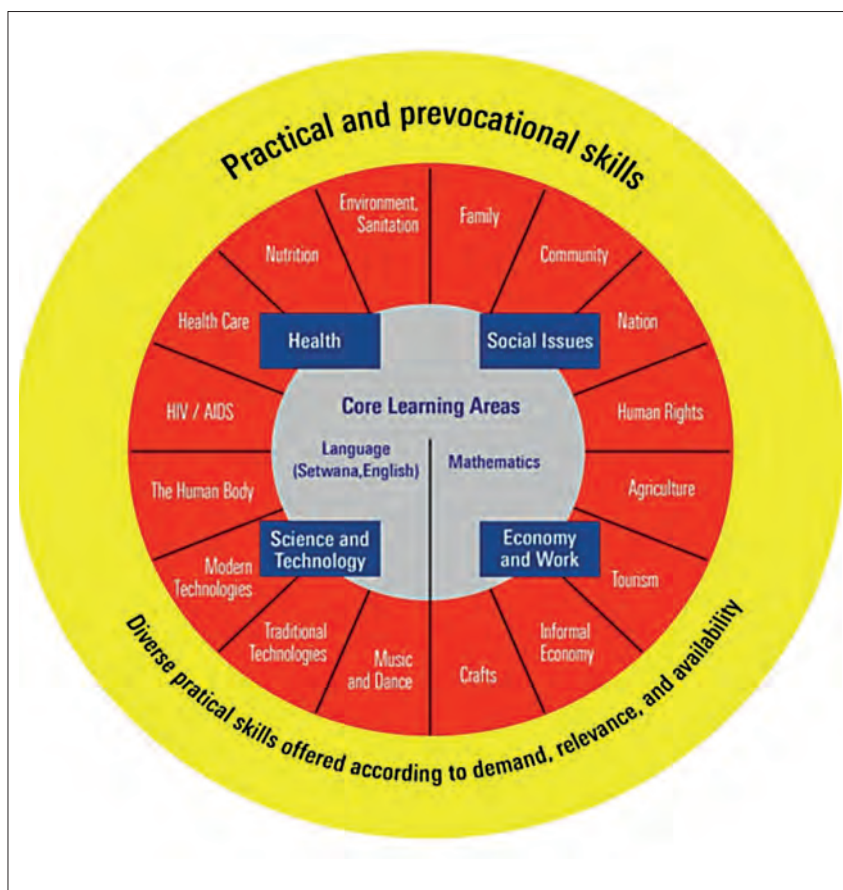 Practical and prevocational skills
Environment,
Sanitation
Family
Nutrition
Community
Health Care
Nation
Health
Social Issues
HIV / AIDS
Human Rights
Core Learning Areas
Language
(Setwana,English)
Mathematics
The Human Body
Agriculture
Science and
Technology
Economy
and Work
Modern
Technologies
Tourism
Traditional
Technologies
Informal
Economy
Music
and Dance
Crafts
Diverse pratical skills offered according to demand, relevance, and availability